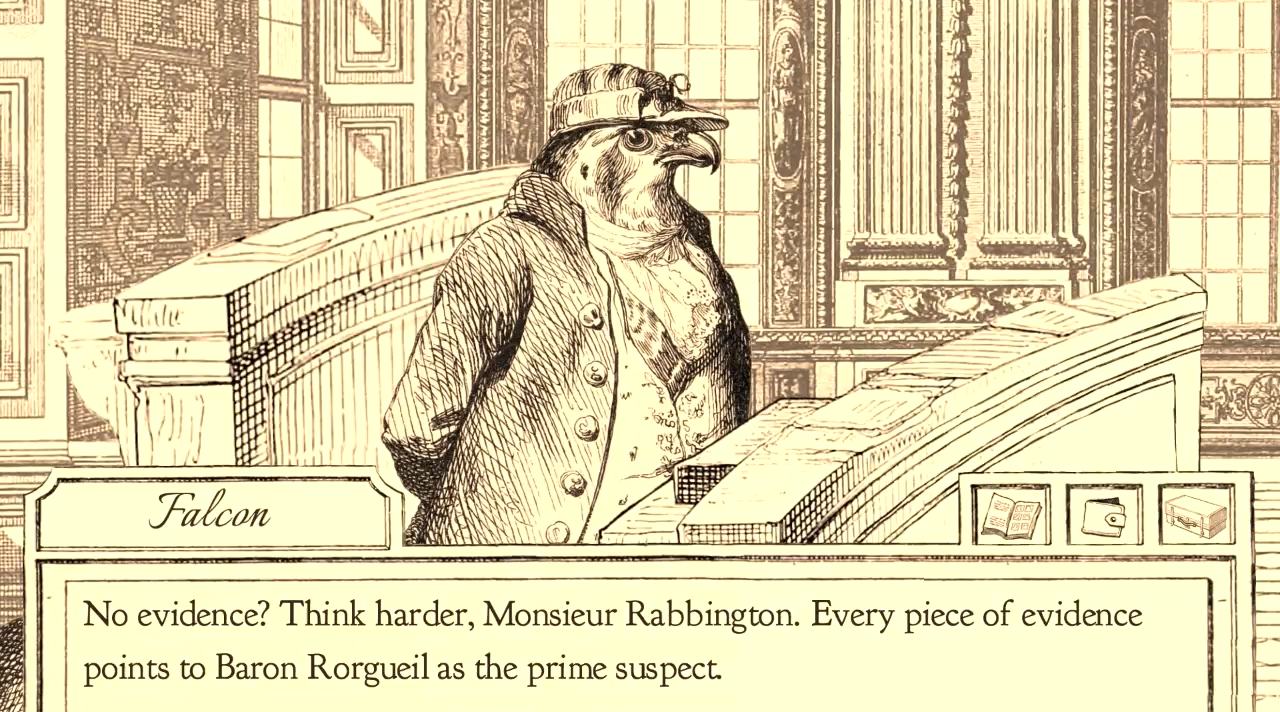 Falcon
No evidence? Think harder, Monsieur Rabbington. Every piece of evidence
points to Baron Rorgueil as the prime suspect.